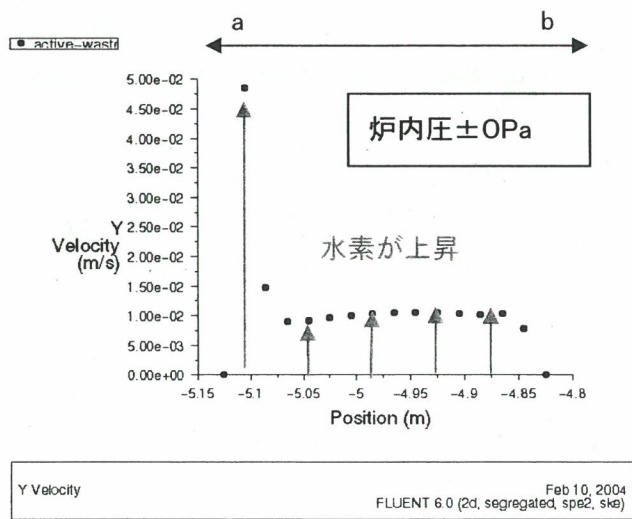 a b
active-wastr
5.00e-02
4.50e-02
4.00e-02
3.50e-02
3.00e-02
Y 2.50e-02
Velocity 2.00e-02
(m/s)
1.50e-02
1.00e-02
5.00e-03
0.00e+00
炉内圧±0Pa
水素が上昇
-5.15 -5.1 -5.05 -5 -4.95 -4.9 -4.85 -4.8
Position (m)
Y Velocity Feb 10, 2004
FLUENT 6.0 (2d, segregated, spe2, ske)